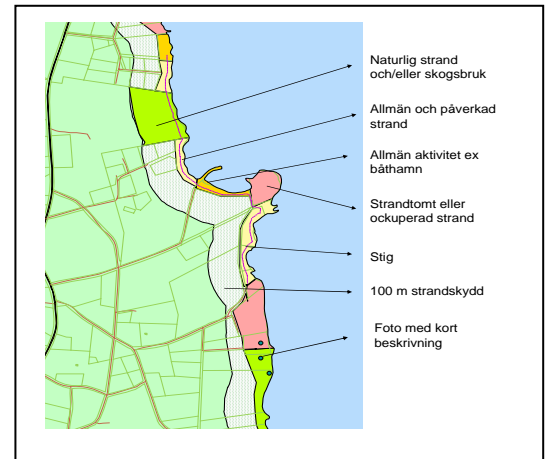 Naturlig strand
och/eller skogsbruk
Allmän och påverkad
strand
Allmän aktivitet ex
båthamn
Strandtomt eller
ockuperad strand
Stig
100 m strandskydd
Foto med kort
beskrivning